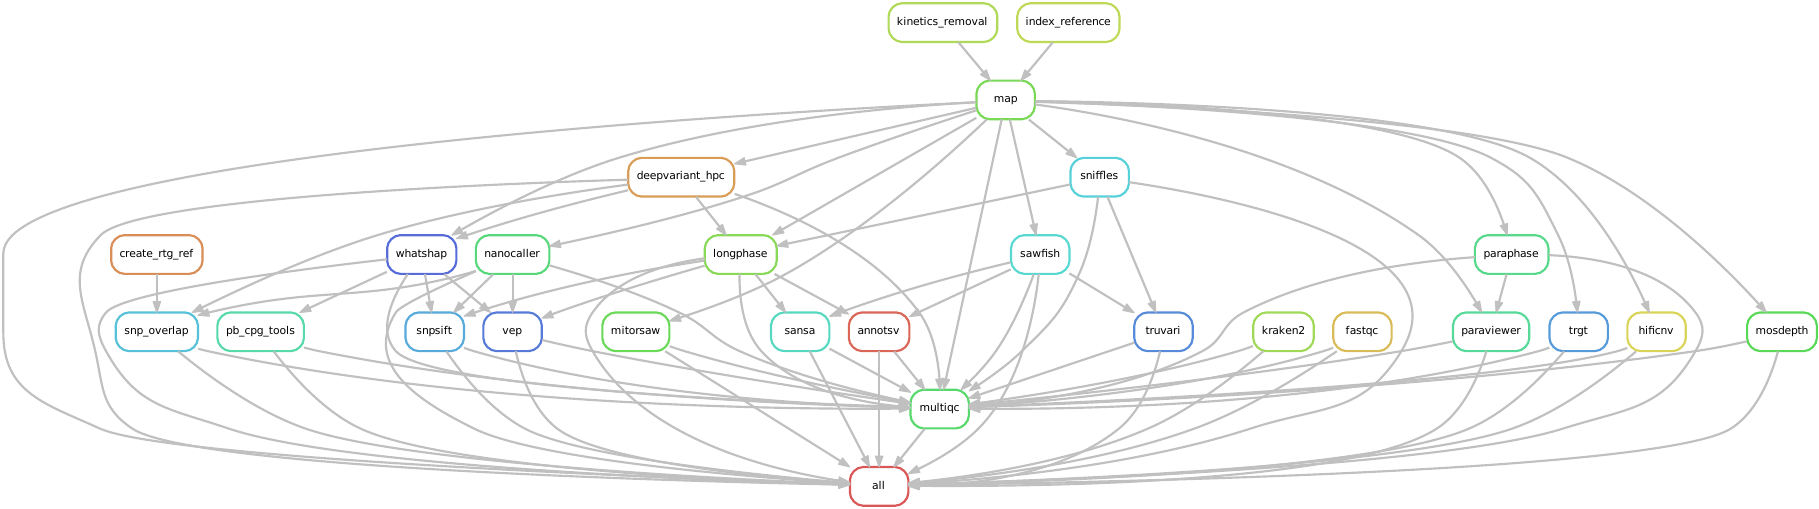 kinetics_removal
index_reference
map
deepvariant_hpc
sniffles
create_rtg_ref
whatshap
nanocaller
longphase
sawfish
paraphase
snp_overlap
pb_cpg_tools
snpsift
vep
mitorsaw
sansa
annotsv
truvari
kraken2
fastqc
paraviewer
trgt
hificnv
mosdepth
multiqc
all